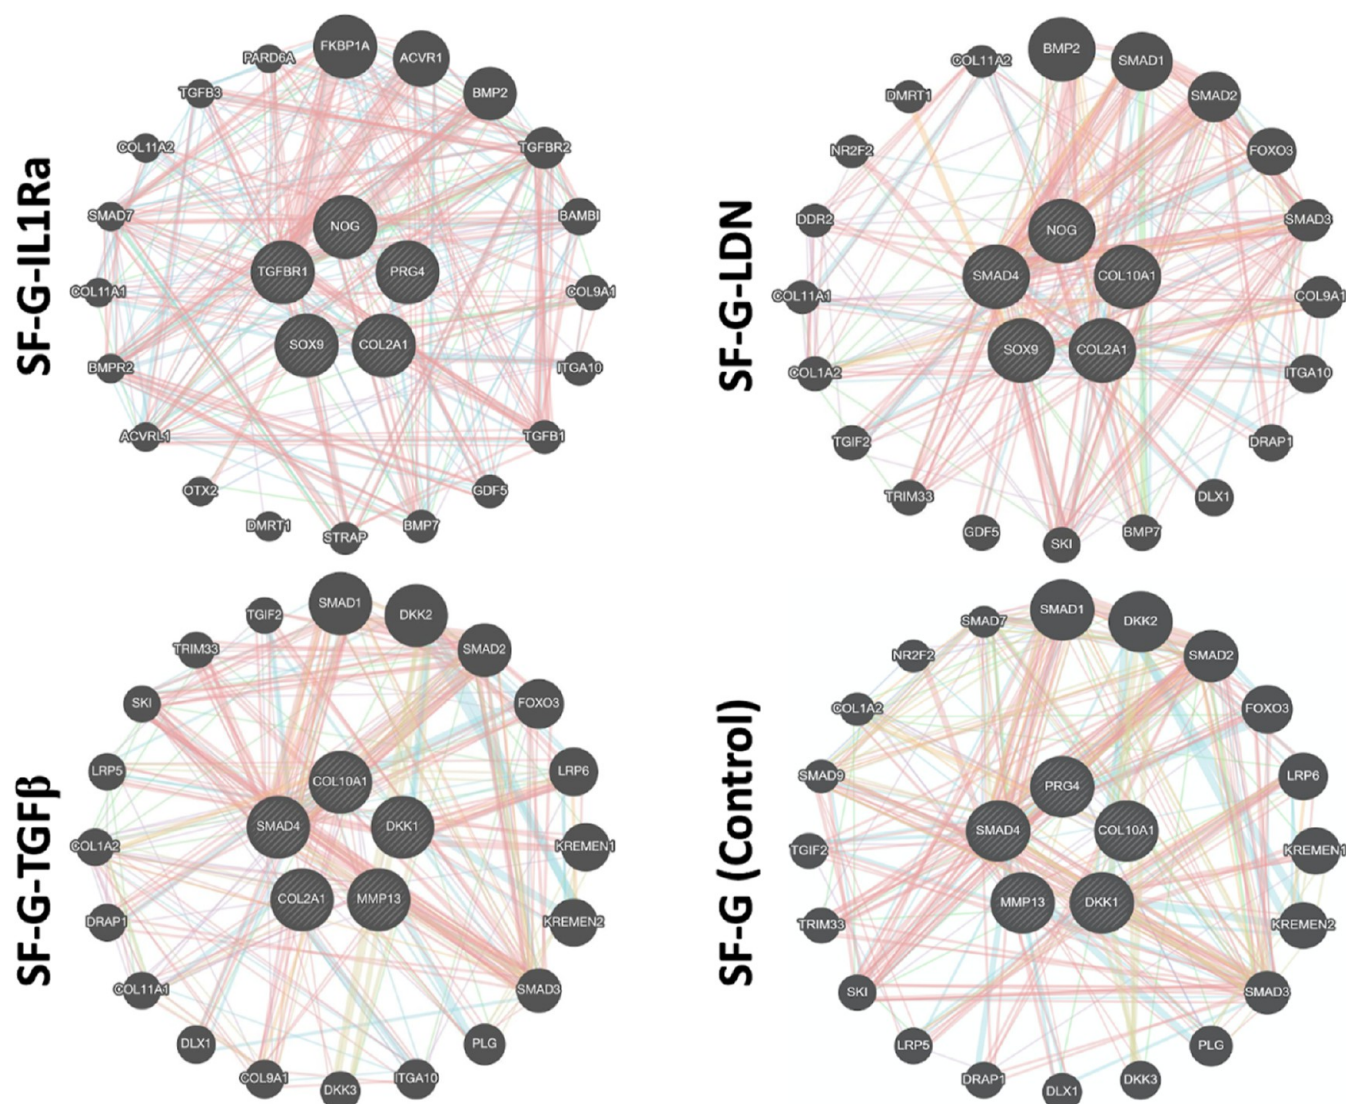 SF-G-IL1Ra
FKBP1A
ACVR1
BMP2
TGFBR2
BAMBI
COL9A1
ITGA10
TGFB1
GDF5
BMP7
STRAP
DMRT1
OTX2
ACVRL1
BMPR2
COL11A1
SMAD7
COL11A2
TGFB3
PARD6A
NOG
TGFBR1
PRG4
SOX9
COL2A1
SF-G-LDN
BMP2
SMAD1
SMAD2
FOXO3
SMAD3
COL9A1
ITGA10
DRAP1
DLX1
BMP7
SKI
GDF5
TRIM33
TGIF2
COL1A2
COL11A1
DDR2
NR2F2
DMRT1
COL11A2
NOG
SMAD4
COL10A1
SOX9
COL2A1
SF-G-TGFβ
SMAD1
DKK2
SMAD2
FOXO3
LRP6
KREMEN1
KREMEN2
SMAD3
PLG
ITGA10
DKK3
COL9A1
DLX1
COL11A1
DRAP1
COL1A2
LRP5
SKI
TRIM33
TGIF2
COL10A1
SMAD4
DKK1
COL2A1
MMP13
SF-G (Control)
SMAD1
DKK2
SMAD2
FOXO3
LRP6
KREMEN1
KREMEN2
SMAD3
PLG
DKK3
DLX1
DRAP1
LRP5
SKI
TRIM33
TGIF2
SMAD9
COL1A2
NR2F2
SMAD7
PRG4
SMAD4
COL10A1
MMP13
DKK1